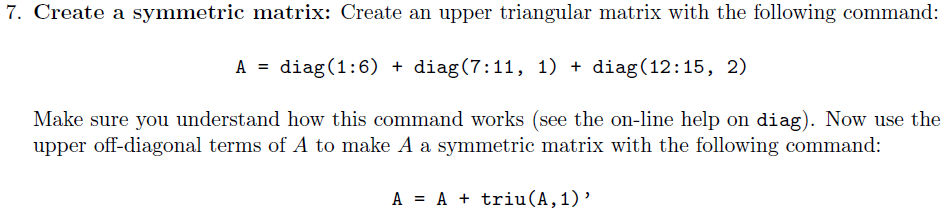 7. Create a symmetric matrix: Create an upper triangular matrix with the following command:
A = diag(1:6) + diag(7:11, 1) + diag(12:15, 2)
Make sure you understand how this command works (see the on-line help on diag). Now use the
upper off-diagonal terms of A to make A a symmetric matrix with the following command:
A = A + triu(A,1)’